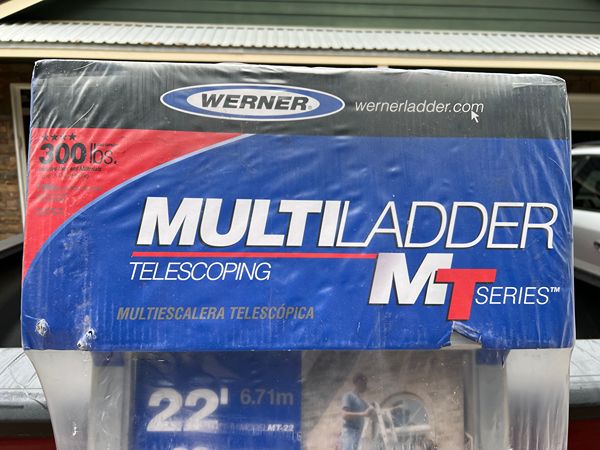 WERNER
wernerladder.com
300 lbs.
MULTILADDER
TELESCOPING
MT SERIES™
MULTIESCALERA TELESCÓPICA
22' 6.71m
MT-22